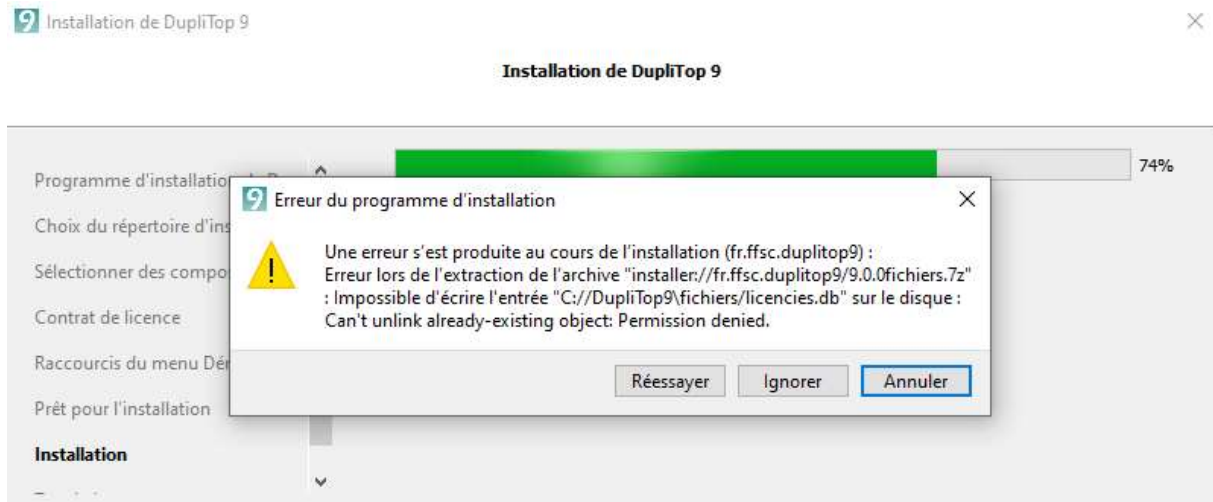 9 Installation de DupliTop 9
Installation de DupliTop 9
74%
Programme d'installation
Choix du répertoire d'ins
Sélectionner des compo
Contrat de licence
Raccourcis du menu Dér
Prêt pour l'installation
Installation
9 Erreur du programme d'installation
Une erreur s'est produite au cours de l'installation (fr.ffsc.duplitop9) :
Erreur lors de l'extraction de l'archive "installer://fr.ffsc.duplitop9/9.0.0fichiers.7z"
: Impossible d'écrire l'entrée "C://DupliTop9\fichiers/licencies.db" sur le disque :
Can't unlink already-existing object: Permission denied.
Réessayer Ignorer Annuler